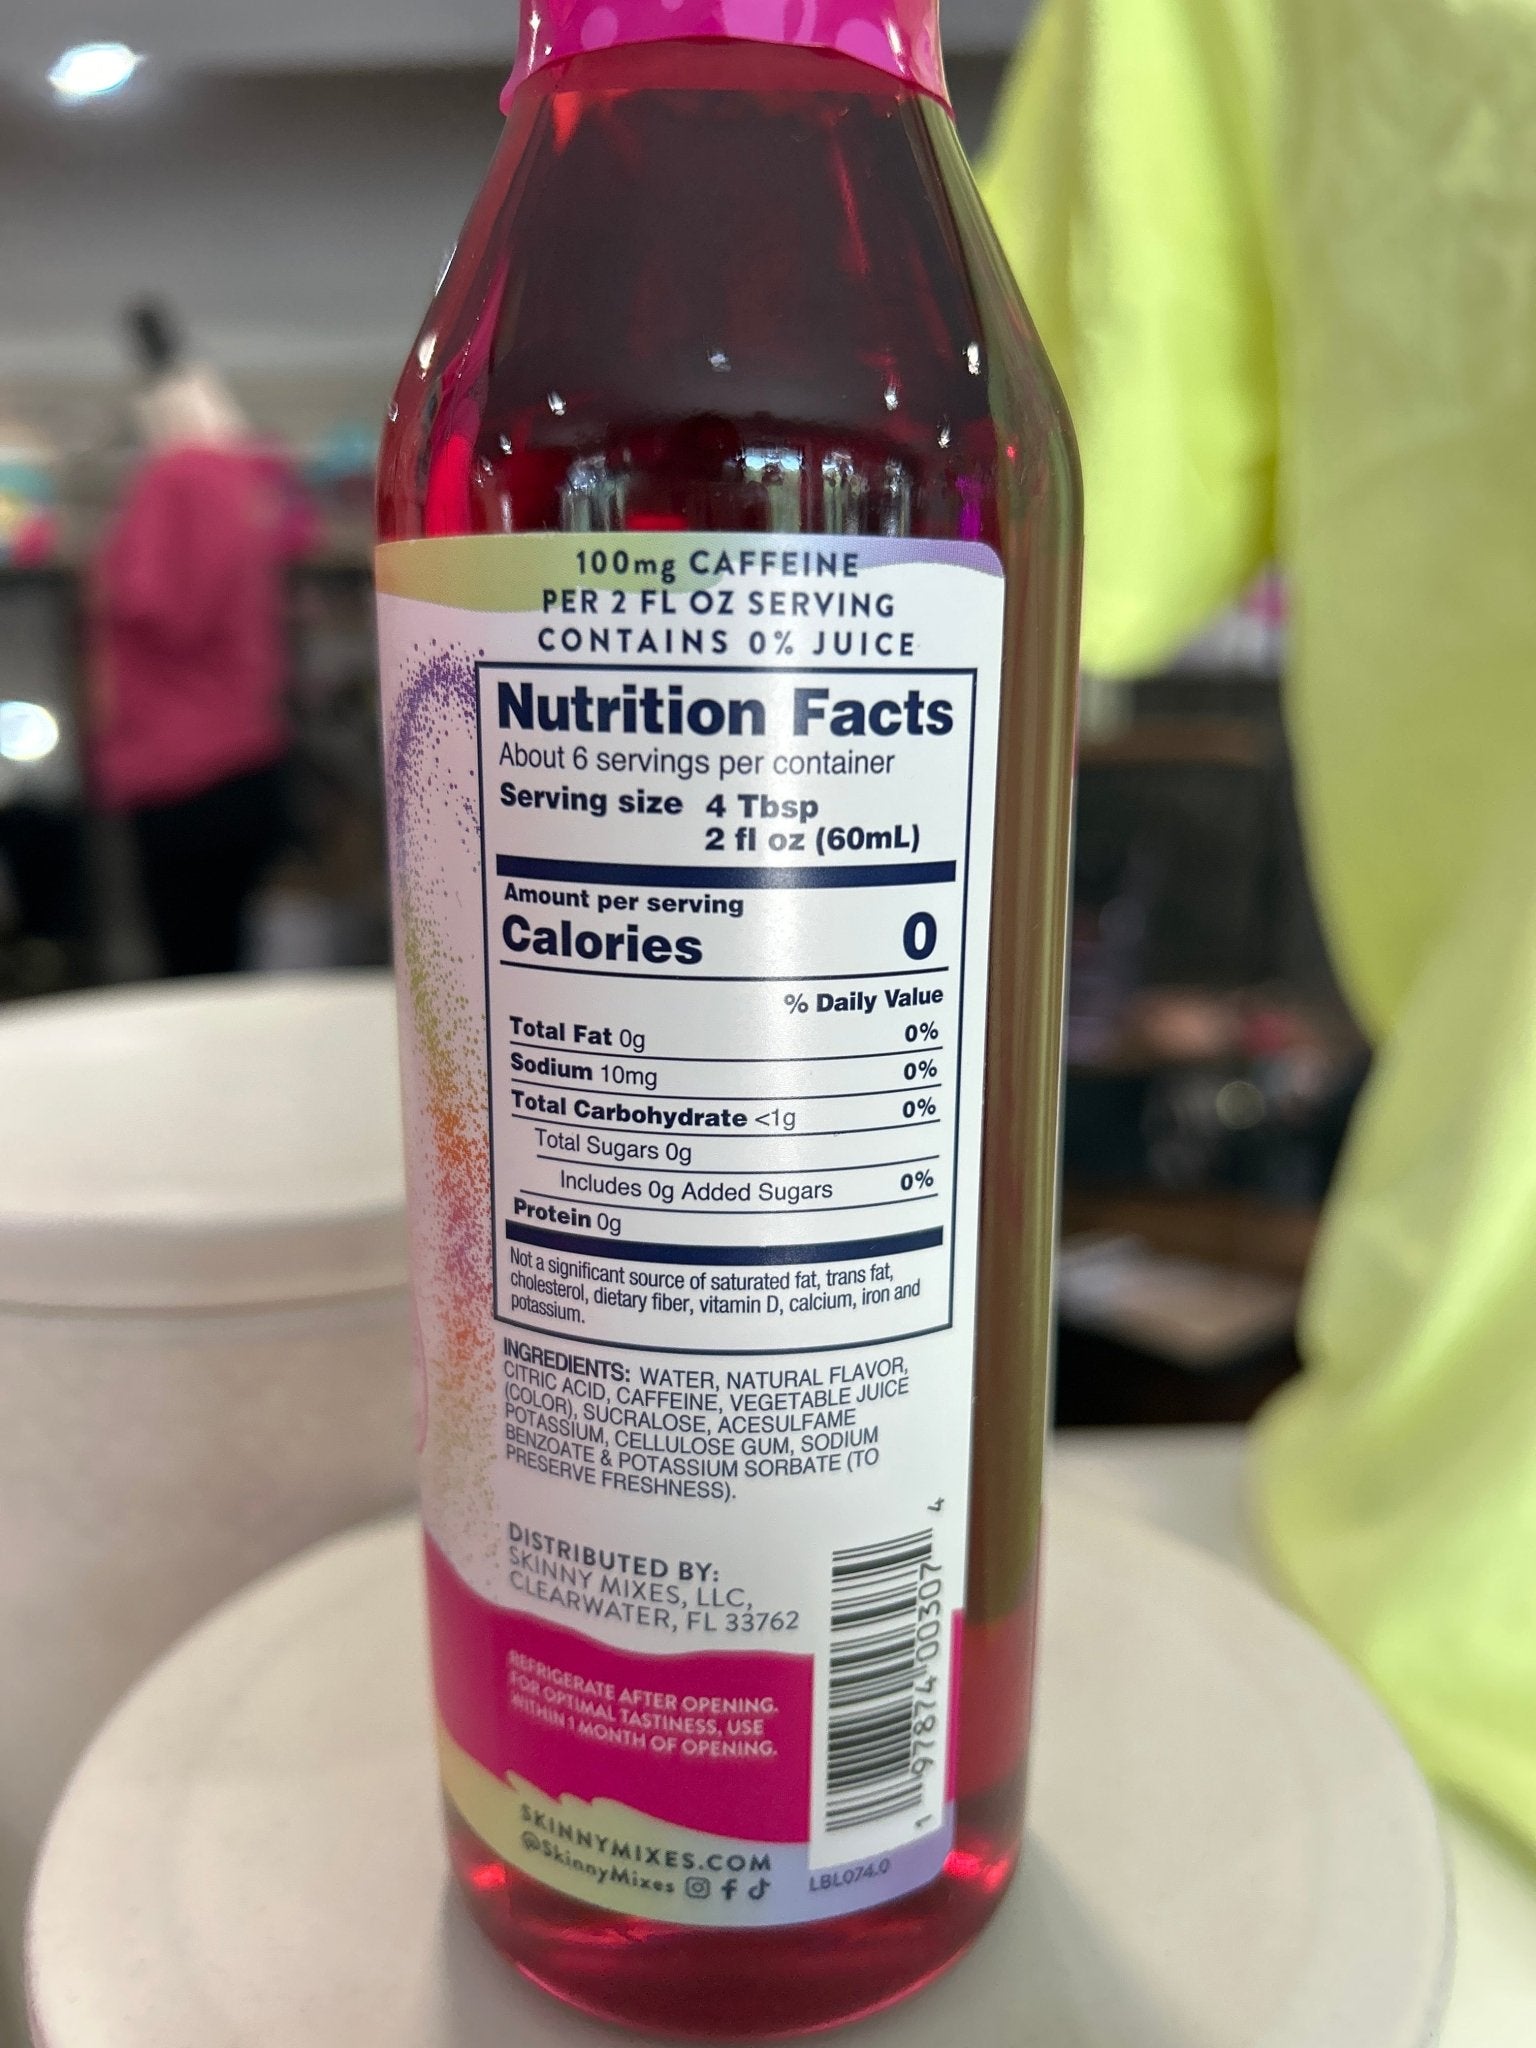 100mg CAFFEINE
PER 2 FL OZ SERVING
CONTAINS 0% JUICE
Nutrition Facts
About 6 servings per container
Serving size 4 Tbsp
2 fl oz (60mL)
Amount per serving
Calories 0
% Daily Value
Total Fat 0g 0%
Sodium 10mg 0%
Total Carbohydrate <1g 0%
Total Sugars 0g
Includes 0g Added Sugars 0%
Protein 0g
Not a significant source of saturated fat, trans fat,
cholesterol, dietary fiber, vitamin D, calcium, iron and
potassium.
INGREDIENTS: WATER, NATURAL FLAVOR,
CITRIC ACID, CAFFEINE, VEGETABLE JUICE
(COLOR), SUCRALOSE, ACESULFAME
POTASSIUM, CELLULOSE GUM, SODIUM
BENZOATE & POTASSIUM SORBATE (TO
PRESERVE FRESHNESS).
DISTRIBUTED BY:
SKINNY MIXES, LLC,
CLEARWATER, FL 33762
REFRIGERATE AFTER OPENING.
FOR OPTIMAL TASTINESS, USE
WITHIN 1 MONTH OF OPENING.
1 97874 00307 4
SKINNYMIXES.COM
@SkinnyMixes
LBL074.0